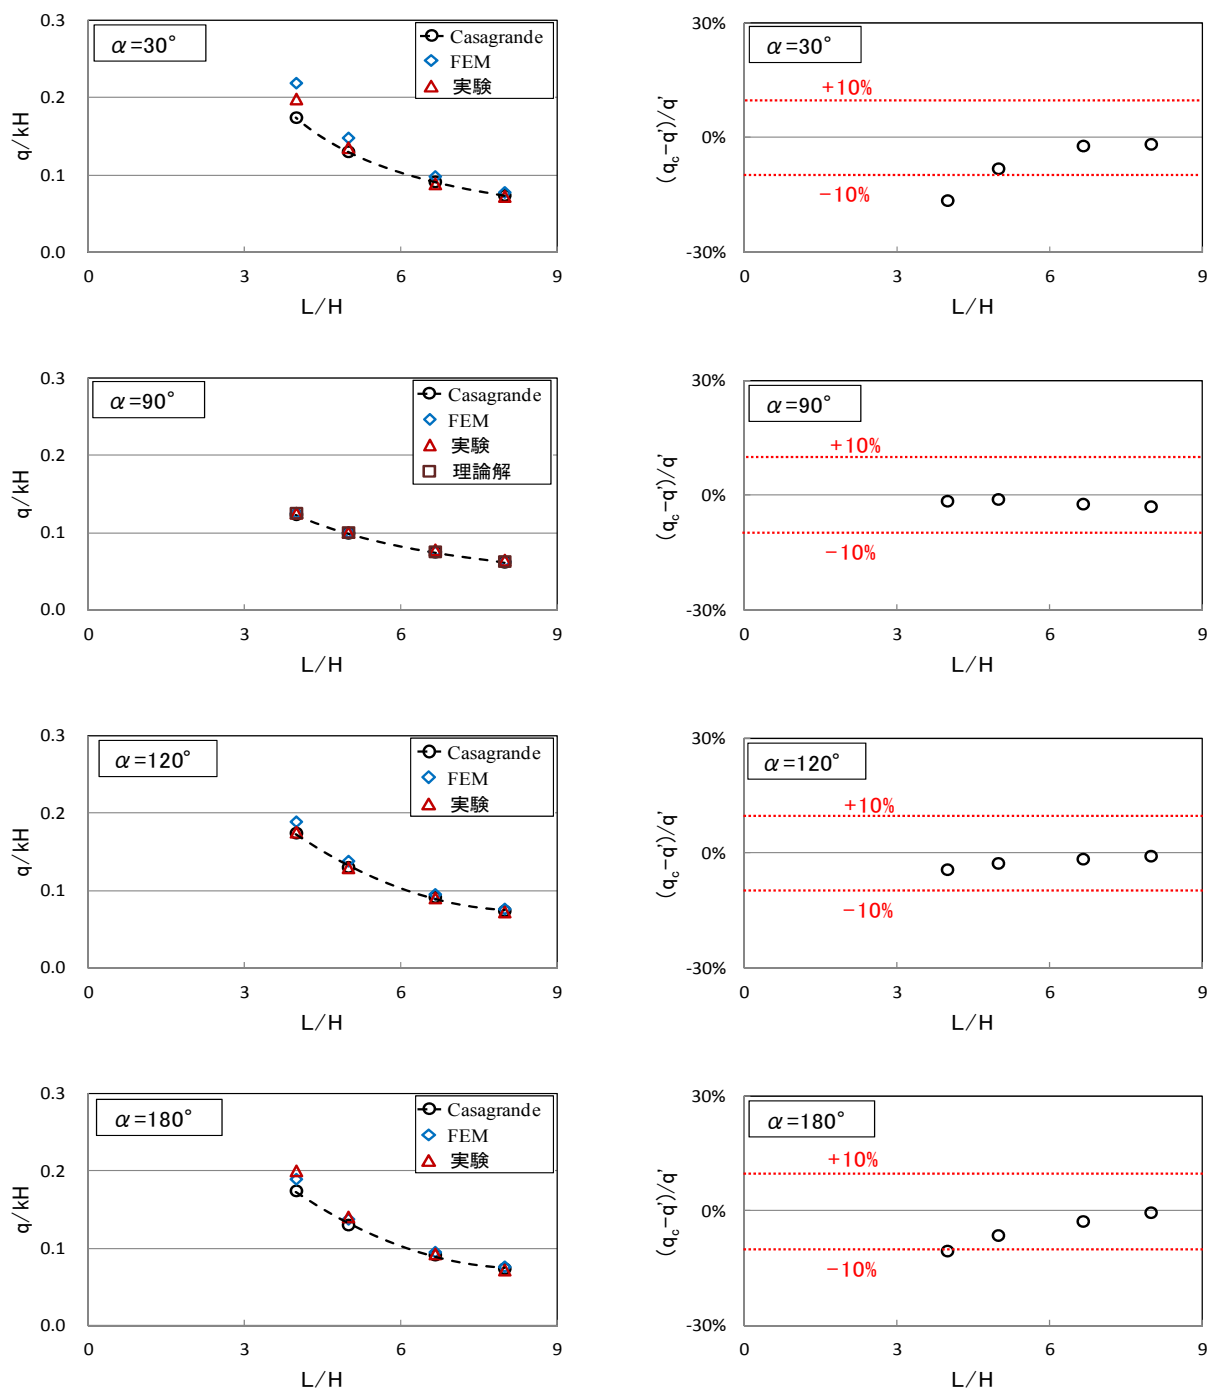 0.3
α=30°
Casagrande
FEM
実験
0.2
0.1
0.0
q/kH
0
3
6
9
L/H
30%
α=30°
+10%
0%
−10%
-30%
(q_c−q')/q'
0
3
6
9
L/H
0.3
α=90°
Casagrande
FEM
実験
理論解
0.2
0.1
0.0
q/kH
0
3
6
9
L/H
30%
α=90°
+10%
0%
−10%
-30%
(q_c−q')/q'
0
3
6
9
L/H
0.3
α=120°
Casagrande
FEM
実験
0.2
0.1
0.0
q/kH
0
3
6
9
L/H
30%
α=120°
+10%
0%
−10%
-30%
(q_c−q')/q'
0
3
6
9
L/H
0.3
α=180°
Casagrande
FEM
実験
0.2
0.1
0.0
q/kH
0
3
6
9
L/H
30%
α=180°
+10%
0%
−10%
-30%
(q_c−q')/q'
0
3
6
9
L/H